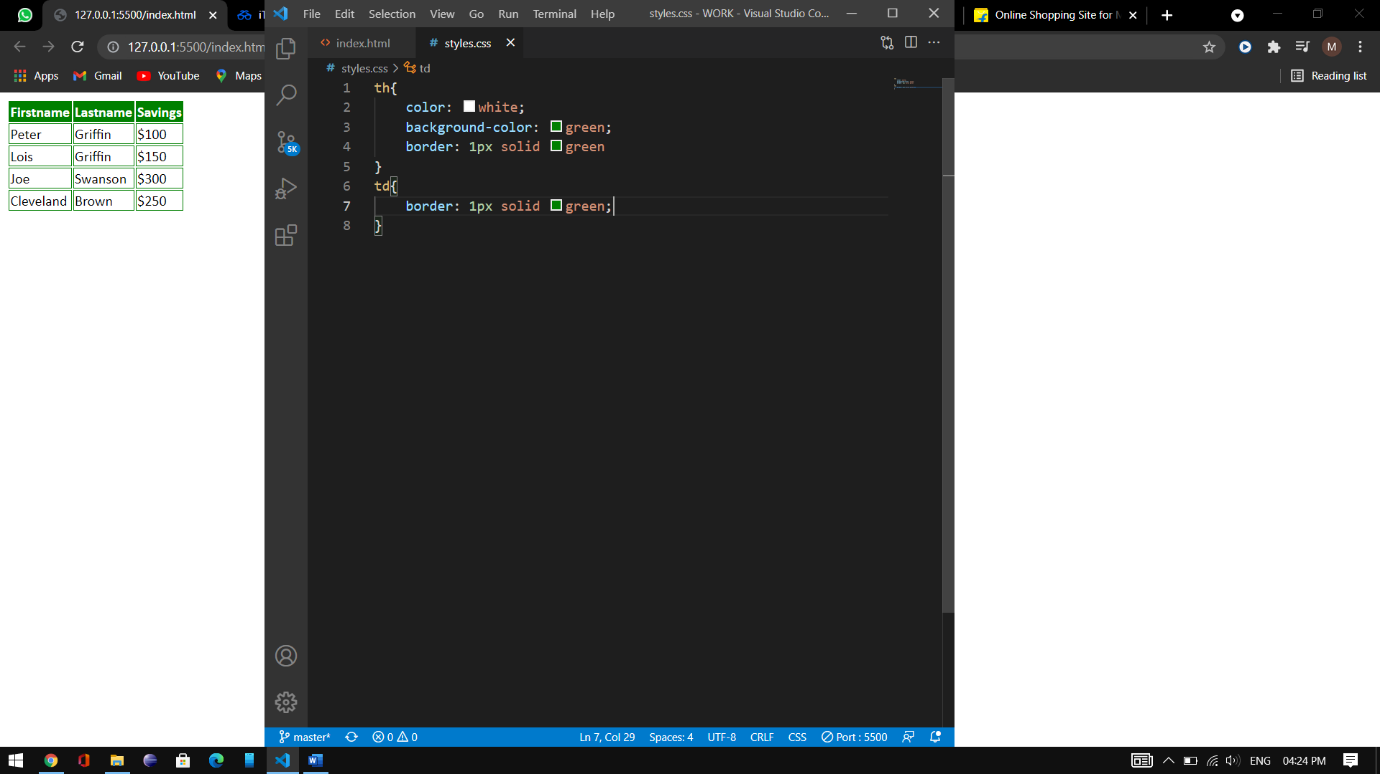 127.0.0.1:5500/index.html
File Edit Selection View Go Run Terminal Help
styles.css - WORK - Visual Studio Co...
Online Shopping Site for
127.0.0.1:5500/index.htm
index.html
# styles.css
Apps Gmail YouTube Maps
Reading list
# styles.css > td
Firstname Lastname Savings
Peter Griffin $100
Lois Griffin $150
Joe Swanson $300
Cleveland Brown $250
1 th{
2 color: white;
3 background-color: green;
4 border: 1px solid green
5 }
6 td{
7 border: 1px solid green;
8 }
SK
M
master* 0 0
Ln 7, Col 29 Spaces: 4 UTF-8 CRLF CSS Port : 5500
ENG 04:24 PM